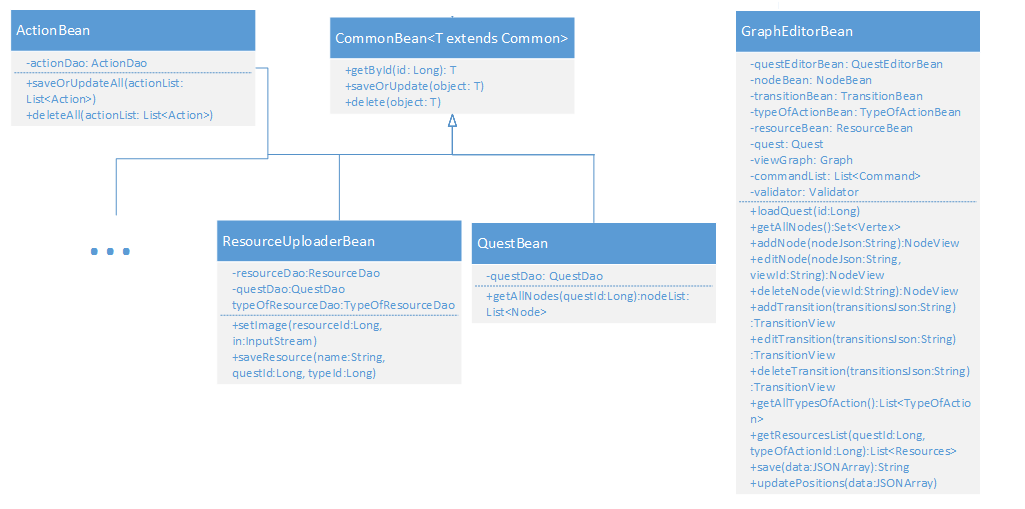 ActionBean
-actionDao: ActionDao
+saveOrUpdateAll(actionList:
List<Action>)
+deleteAll(actionList: List<Action>)
CommonBean<T extends Common>
+getById(id: Long): T
+saveOrUpdate(object: T)
+delete(object: T)
ResourceUploaderBean
-resourceDao:ResourceDao
-questDao:QuestDao
typeOfResourceDao:TypeOfResourceDao
+setImage(resourceId:Long,
in:InputStream)
+saveResource(name:String,
questId:Long, typeId:Long)
QuestBean
-questDao: QuestDao
+getAllNodes(questId:Long):nodeList:
List<Node>
GraphEditorBean
-questEditorBean: QuestEditorBean
-nodeBean: NodeBean
-transitionBean: TransitionBean
-typeOfActionBean: TypeOfActionBean
-resourceBean: ResourceBean
-quest: Quest
-viewGraph: Graph
-commandList: List<Command>
-validator: Validator
+loadQuest(id:Long)
+getAllNodes():Set<Vertex>
+addNode(nodeJson:String):NodeView
+editNode(nodeJson:String,
viewId:String):NodeView
+deleteNode(viewId:String):NodeView
+addTransition(transitionsJson:String)
:TransitionView
+editTransition(transitionsJson:String)
:TransitionView
+deleteTransition(transitionsJson:String)
:TransitionView
+getAllTypesOfAction():List<TypeOfActio
n>
+getResourcesList(questId:Long,
typeOfActionId:Long):List<Resources>
+save(data:JSONArray):String
+updatePositions(data:JSONArray)